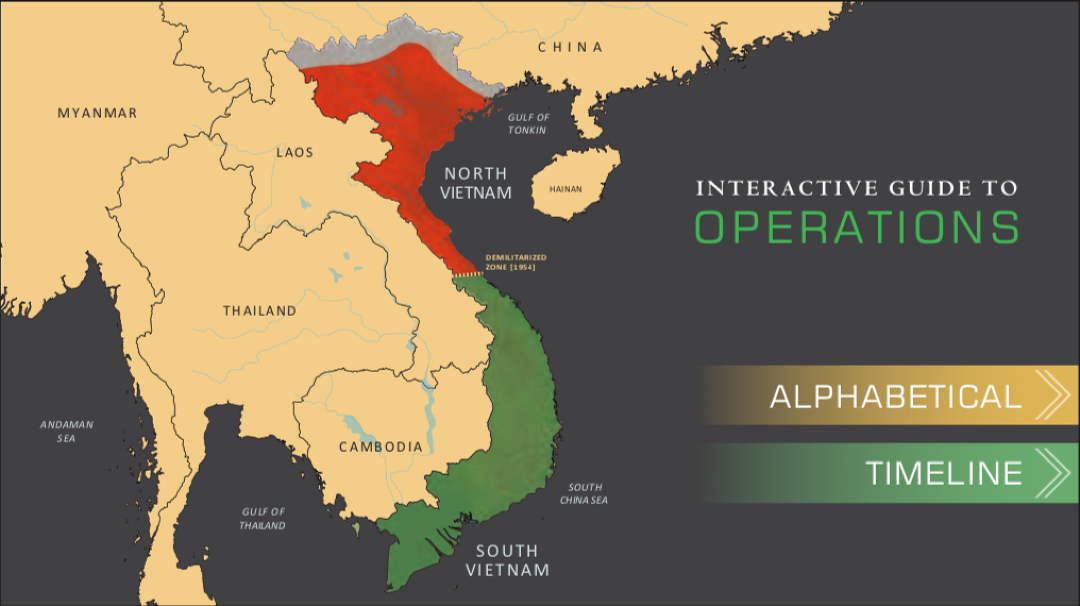 CHINA
MYANMAR
GULF OF
TONKIN
LAOS
NORTH
VIETNAM
HAINAN
INTERACTIVE GUIDE TO
OPERATIONS
DEMILITARIZED
ZONE [1954]
THAILAND
ALPHABETICAL
ANDAMAN
SEA
CAMBODIA
TIMELINE
SOUTH
CHINA SEA
GULF OF
THAILAND
SOUTH
VIETNAM